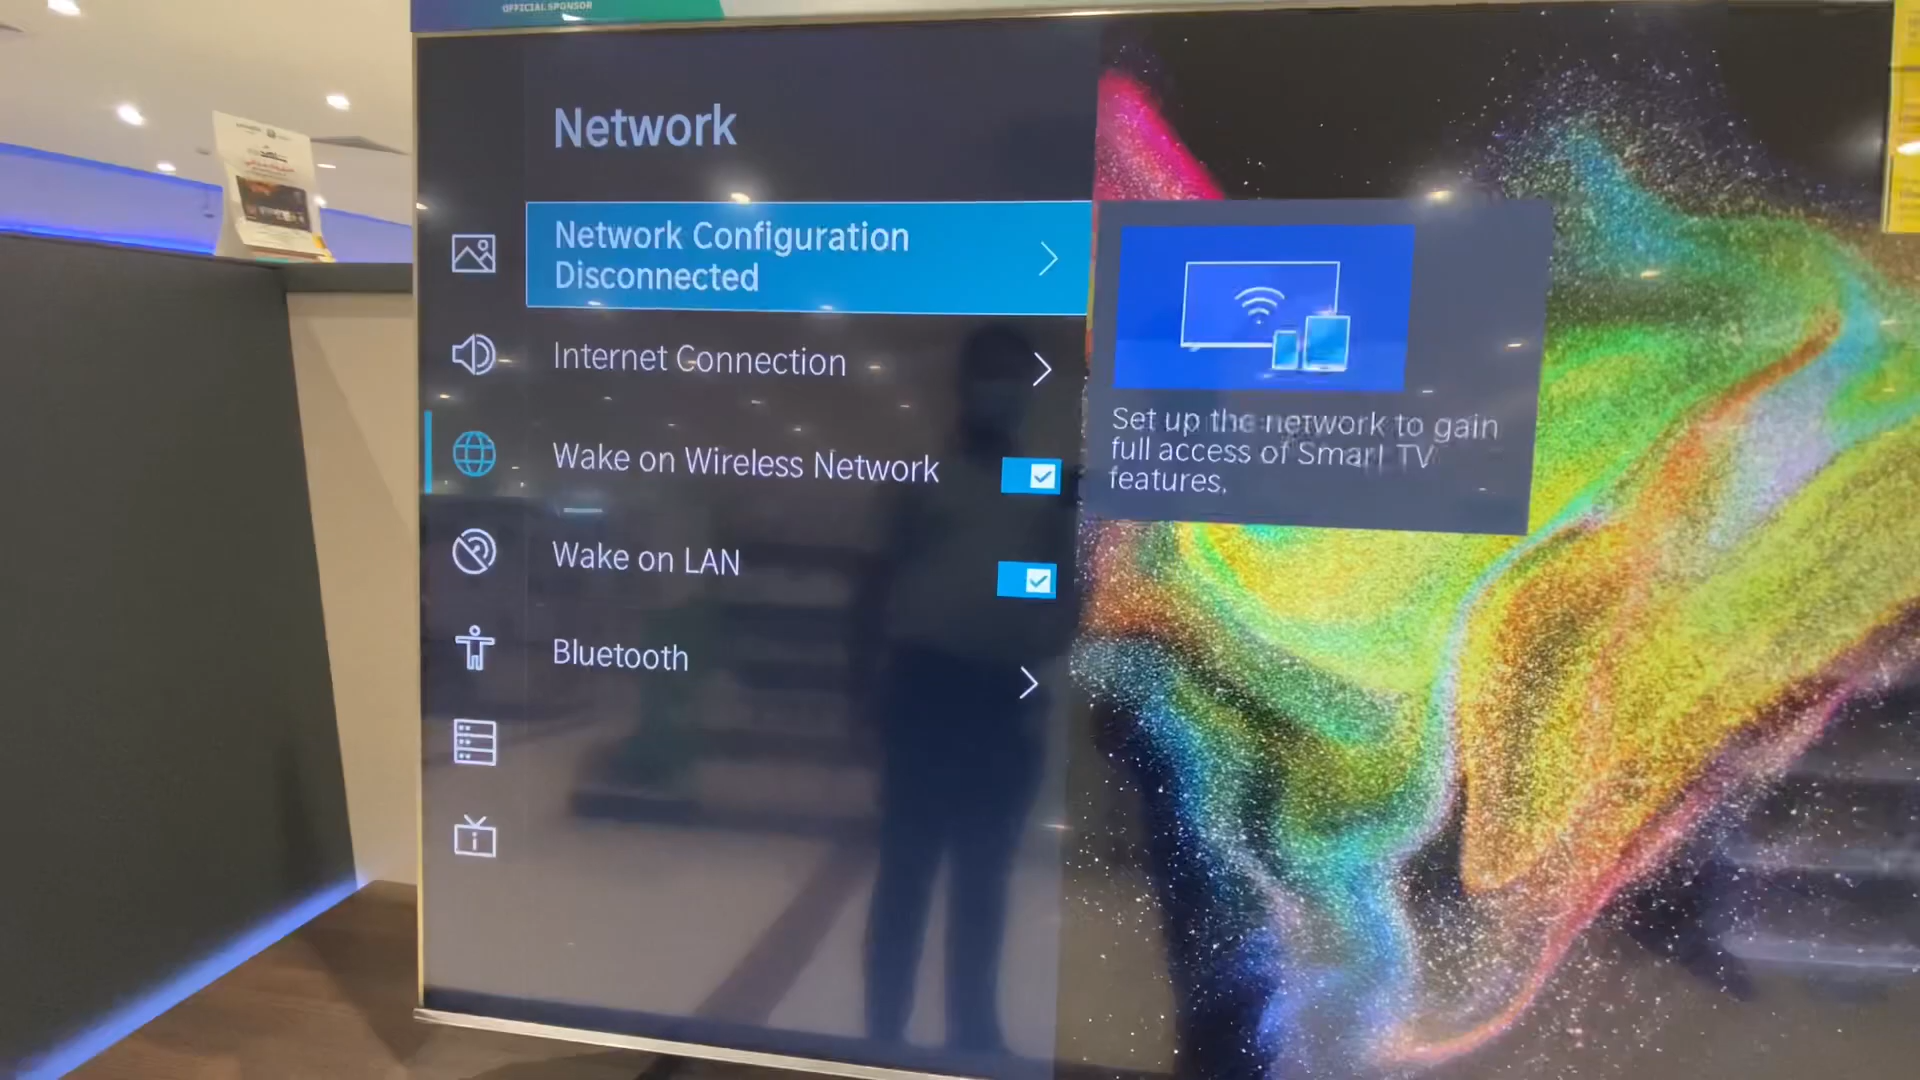 OFFICIAL SPONSOR
Network
Network Configuration
Disconnected
Internet Connection
Wake on Wireless Network
Wake on LAN
Bluetooth
Set up the network to gain
full access of Smart TV
features.